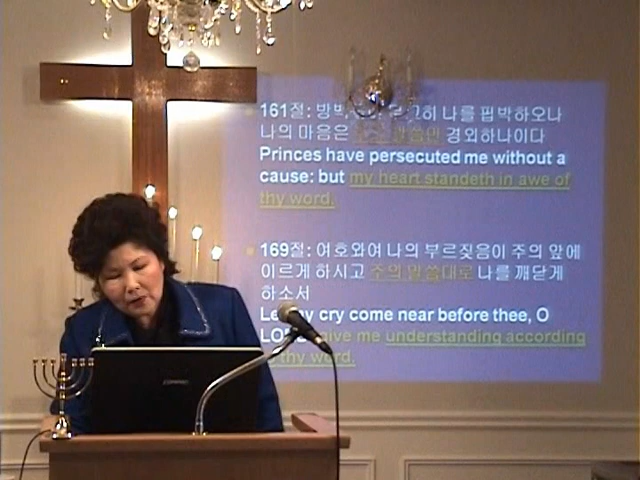 161절: 방박 히 나를 핍박하오나
나의 마음은 경외하나이다
Princes have persecuted me without a
cause: but my heart standeth in awe of
thy word.
169절: 여호와여 나의 부르짖음이 주의 앞에
이르게 하시고 주의 말씀대로 나를 깨닫게
하소서
Let my cry come near before thee, O
give me understanding according
thy word.